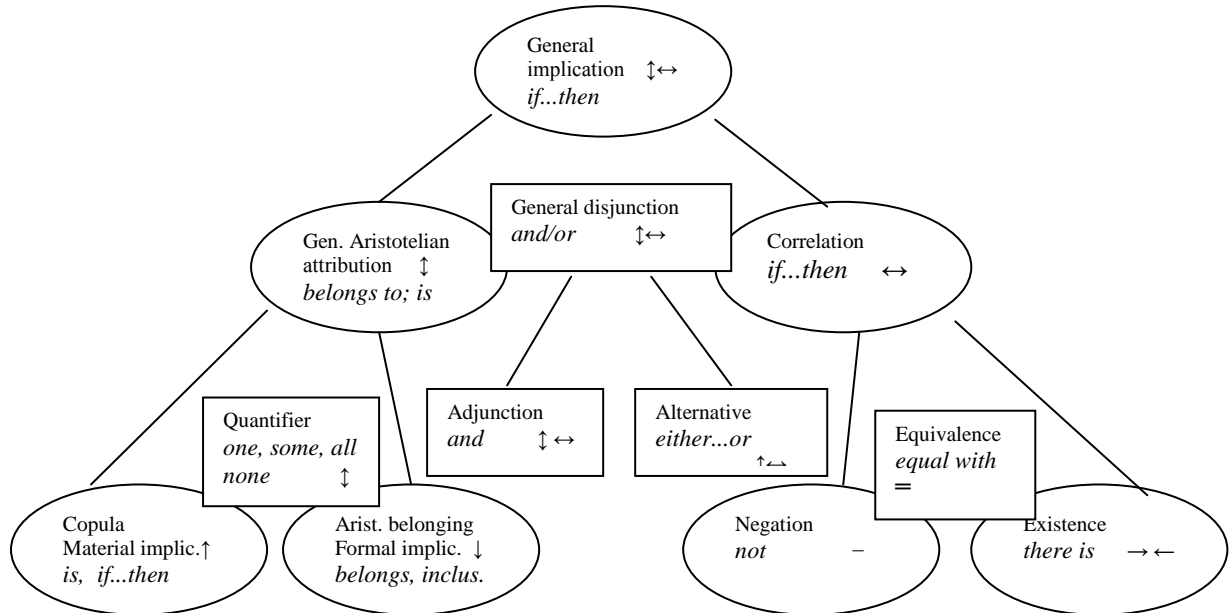 General
implication ↕↔
if...then
General disjunction
and/or ↕↔
Gen. Aristotelian
attribution ↕
belongs to; is
Correlation
if...then ↔
Quantifier
one, some, all
none ↕
Adjunction
and ↕ ↔
Alternative
either...or
Equivalence
equal with
=
Copula
Material implic.↑
is, if...then
Arist. belonging
Formal implic. ↓
belongs, inclus.
Negation
not –
Existence
there is →←